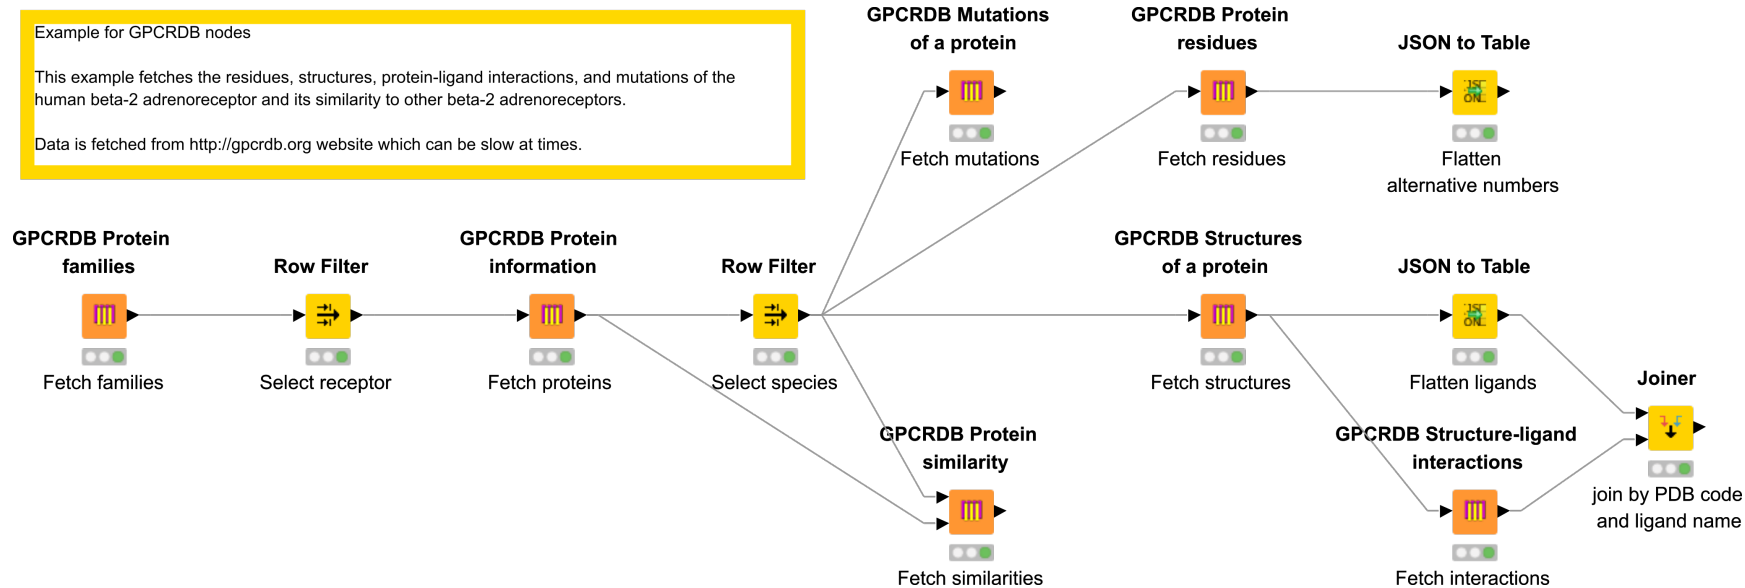 Example for GPCRDB nodes
This example fetches the residues, structures, protein-ligand interactions, and mutations of the
human beta-2 adrenoreceptor and its similarity to other beta-2 adrenoreceptors.
Data is fetched from http://gpcrdb.org website which can be slow at times.
GPCRDB Mutations
of a protein
Fetch mutations
GPCRDB Protein
residues
Fetch residues
JSON to Table
JS
ON
Flatten
alternative numbers
GPCRDB Protein
families
Fetch families
Row Filter
Select receptor
GPCRDB Protein
information
Fetch proteins
Row Filter
Select species
GPCRDB Structures
of a protein
Fetch structures
JSON to Table
JS
ON
Flatten ligands
GPCRDB Protein
similarity
Fetch similarities
GPCRDB Structure-ligand
interactions
Fetch interactions
Joiner
join by PDB code
and ligand name